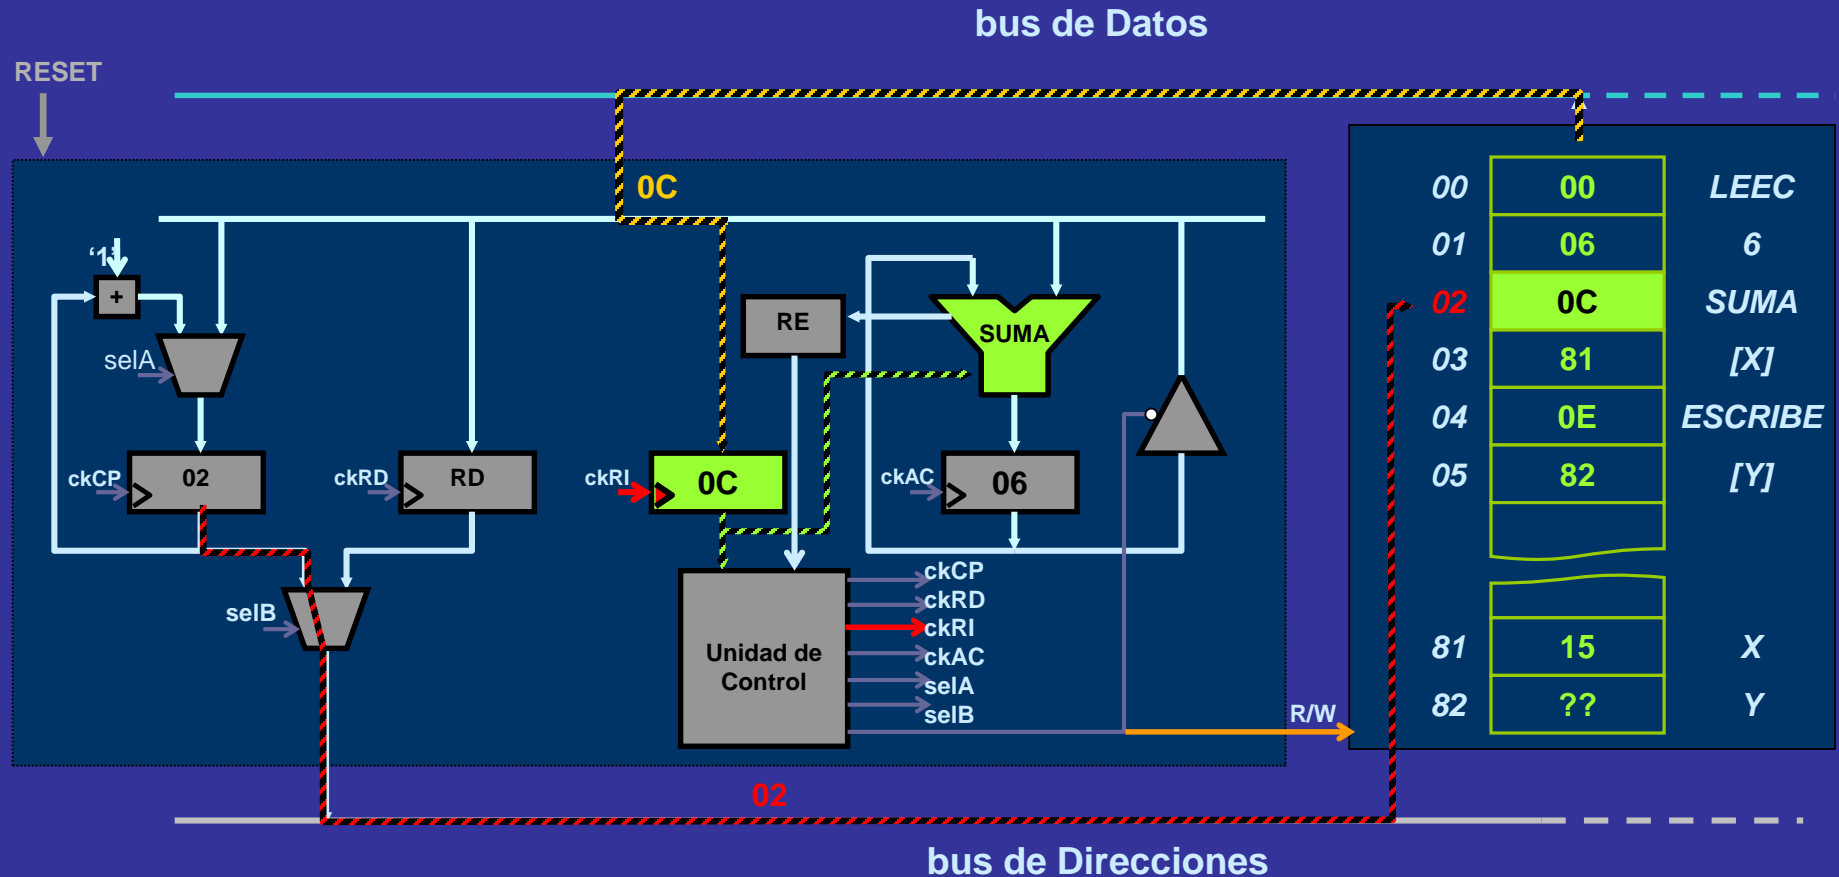 bus de Datos
RESET
0C
00 00 LEEC
01 06 6
02 0C SUMA
03 81 [X]
04 0E ESCRIBE
05 82 [Y]
81 15 X
82 ?? Y
‘1’
+
RE
SUMA
selA
ckCP
02
ckRD
RD
ckRI
0C
ckAC
06
selB
Unidad de
Control
ckCP
ckRD
ckRI
ckAC
selA
selB
R/W
02
bus de Direcciones